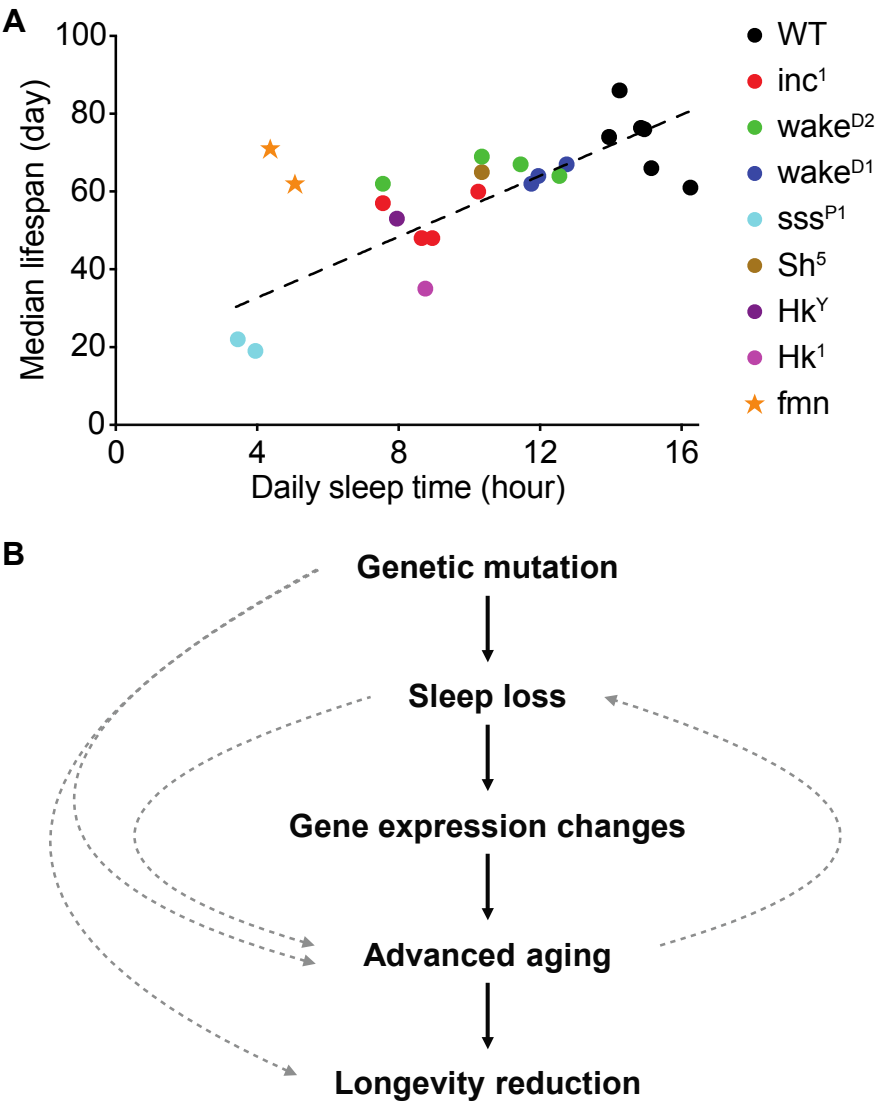 A
Median lifespan (day)
100
80
60
40
20
0
0 4 8 12 16
Daily sleep time (hour)
WT
inc¹
wakeᴰ²
wakeᴰ¹
sssᴾ¹
Sh⁵
Hkʸ
Hk¹
fmn
B
Genetic mutation
Sleep loss
Gene expression changes
Advanced aging
Longevity reduction